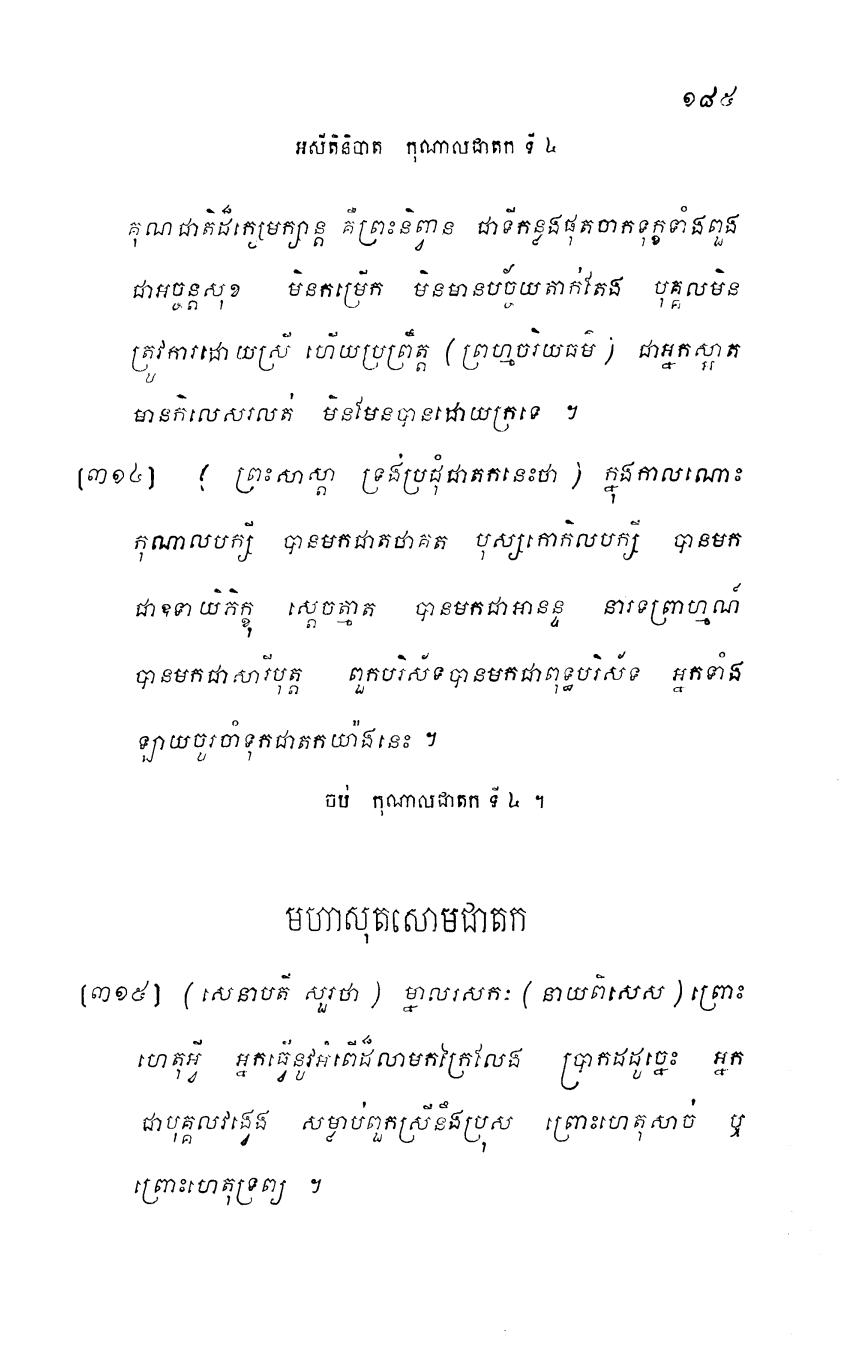 ១៨៥
អសីតិនិបាត កុណាលជាតក ទី ៤
គុណជាតិដ៏ក្សេមក្សាន្ត គឺព្រះនិព្វាន ជាទីកន្លងផុតចាកទុក្ខទាំងពួង
ជាអច្ចន្តសុខ មិនកម្រើក មិនមានបច្ច័យតាក់តែង បុគ្គលមិន
ត្រូវការដោយស្រី ហើយប្រព្រឹត្ត (ព្រហ្មចរិយធម៌) ជាអ្នកស្អាត
មានកិលេសរលត់ មិនមែនបានដោយក្រទេ ។
[៣១៤] ( ព្រះសាស្តា ទ្រង់ប្រជុំជាតកនេះថា ) ក្នុងកាលណោះ
កុណាលបក្សី បានមកជាតថាគត បុស្សកោកិលបក្សី បានមក
ជាឧទាយិភិក្ខុ ស្តេចត្មាត បានមកជាអានន្ទ នារទព្រាហ្មណ៍
បានមកជាសារីបុត្ត ពួកបរិស័ទបានមកជាពុទ្ធបរិស័ទ អ្នកទាំង
ឡាយចូរចាំទុកជាតកយ៉ាងនេះ ។
ចប់ កុណាលជាតក ទី ៤ ។
មហាសុតសោមជាតក
[៣១៥] (សេនាបតី សួរថា ) ម្នាលរសកៈ ( នាយពិសេស ) ព្រោះ
ហេតុអ្វី អ្នកធ្វើនូវអំពើដ៏លាមកក្រៃលែង ប្រាកដដូច្នេះ អ្នក
ជាបុគ្គលវង្វេង សម្លាប់ពួកស្រីនឹងប្រុស ព្រោះហេតុសាច់ ឬ
ព្រោះហេតុទ្រព្យ ។